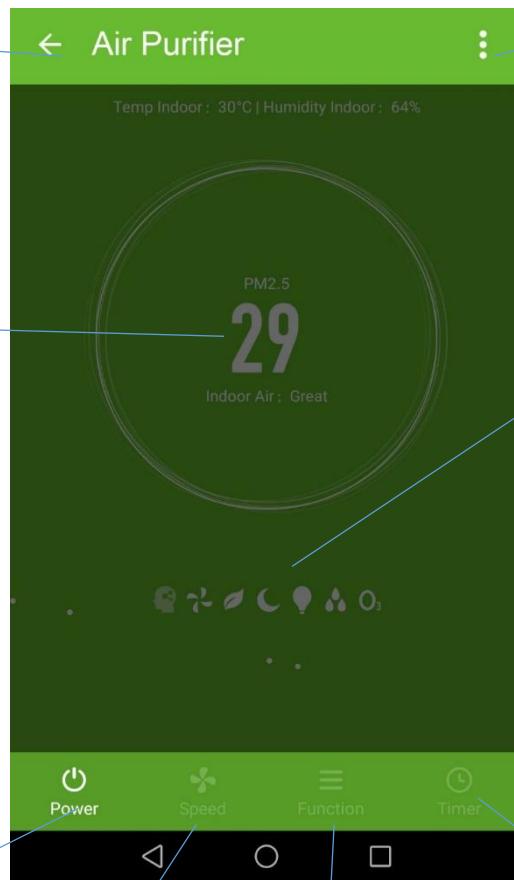 Air Purifier
Temp Indoor : 30°C | Humidity Indoor : 64%
PM2.5
29
Indoor Air : Great
O₃
Power Speed Function Timer